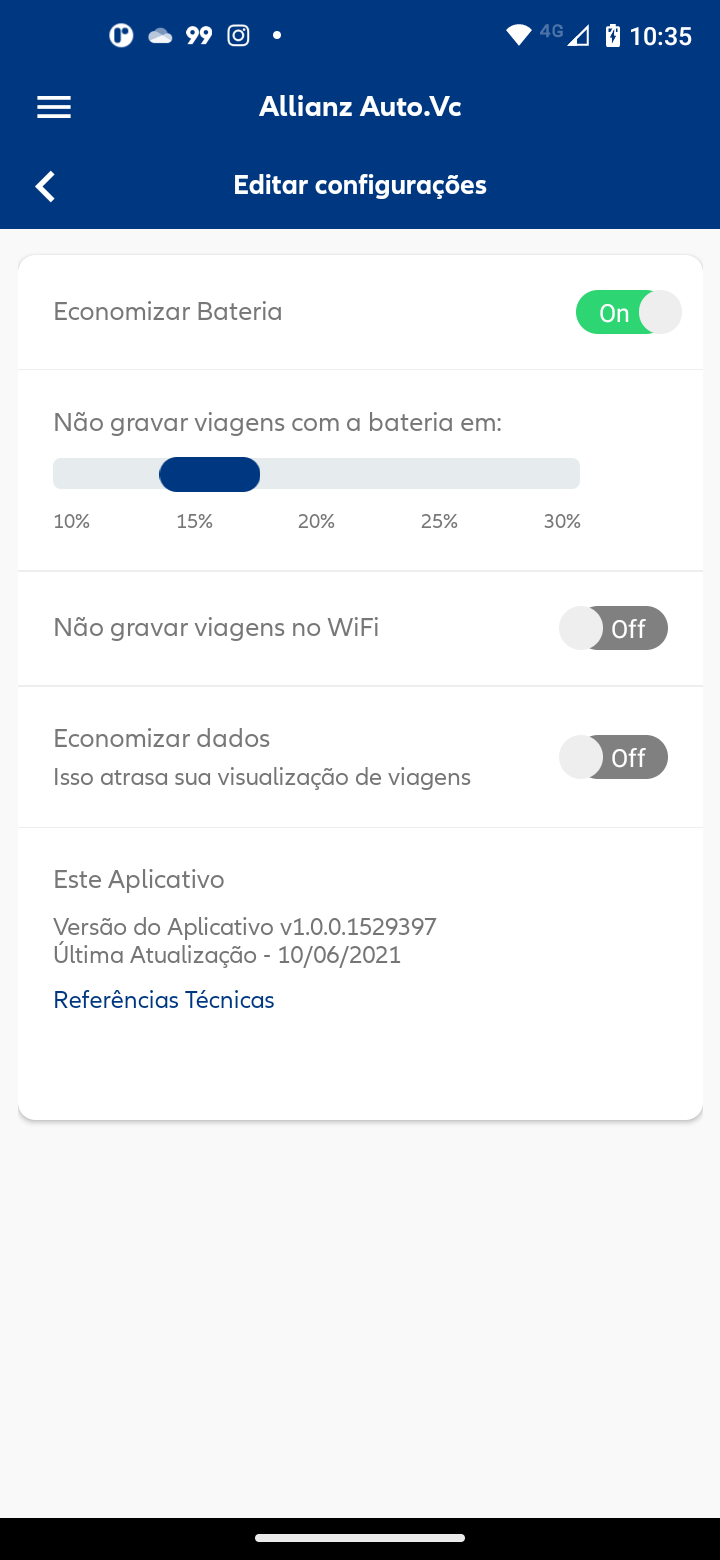 99 4G 10:35
Allianz Auto.Vc
Editar configurações
Economizar Bateria On
Não gravar viagens com a bateria em:
10% 15% 20% 25% 30%
Não gravar viagens no WiFi Off
Economizar dados
Off
Isso atrasa sua visualização de viagens
Este Aplicativo
Versão do Aplicativo v1.0.0.1529397
Última Atualização - 10/06/2021
Referências Técnicas